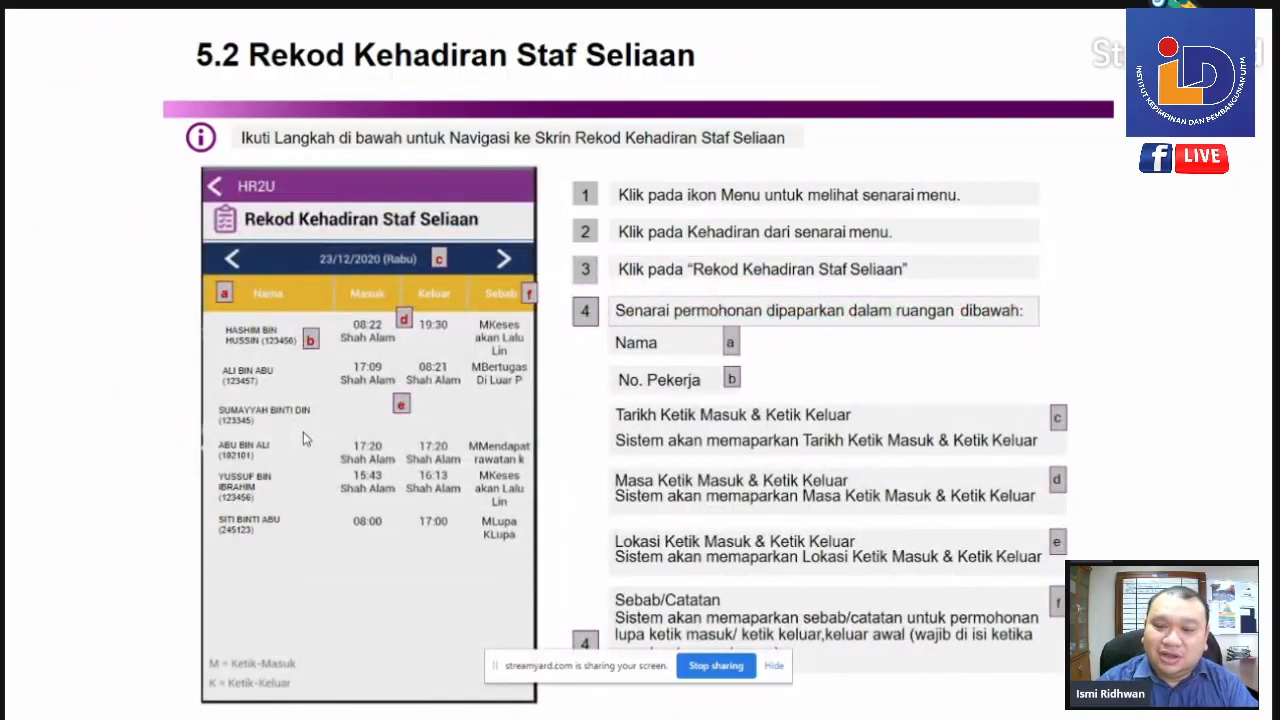 5.2 Rekod Kehadiran Staf Seliaan
INSTITUT KEPIMPINAN DAN PEMBANGUNAN UITM
f LIVE
Ikuti Langkah di bawah untuk Navigasi ke Skrin Rekod Kehadiran Staf Seliaan
HR2U
Rekod Kehadiran Staf Seliaan
23/12/2020 (Rabu) c
a Nama Masuk Keluar Sebab f
d
HASHIM BIN
HUSSIN (123456) b
08:22
Shah Alam
19:30
MKeses
akan Lalu
Lin
ALI BIN ABU
(123457)
17:09
Shah Alam
08:21
Shah Alam
MBertugas
Di Luar P
e
SUMAYYAH BINTI DIN
(123345)
ABU BIN ALI
(102101)
17:20
Shah Alam
17:20
Shah Alam
MMendapat
rawatan k
YUSSUF BIN
IBRAHIM
(123456)
15:43
Shah Alam
16:13
Shah Alam
MKeses
akan Lalu
Lin
SITI BINTI ABU
(245123)
08:00
17:00
MLupa
KLupa
M = Ketik-Masuk
K = Ketik-Keluar
1 Klik pada ikon Menu untuk melihat senarai menu.
2 Klik pada Kehadiran dari senarai menu.
3 Klik pada “Rekod Kehadiran Staf Seliaan”
4 Senarai permohonan dipaparkan dalam ruangan dibawah:
Nama a
No. Pekerja b
Tarikh Ketik Masuk & Ketik Keluar c
Sistem akan memaparkan Tarikh Ketik Masuk & Ketik Keluar
Masa Ketik Masuk & Ketik Keluar d
Sistem akan memaparkan Masa Ketik Masuk & Ketik Keluar
Lokasi Ketik Masuk & Ketik Keluar e
Sistem akan memaparkan Lokasi Ketik Masuk & Ketik Keluar
Sebab/Catatan f
Sistem akan memaparkan sebab/catatan untuk permohonan
4 lupa ketik masuk/ ketik keluar,keluar awal (wajib di isi ketika
streamyard.com is sharing your screen. Stop sharing Hide
Ismi Ridhwan